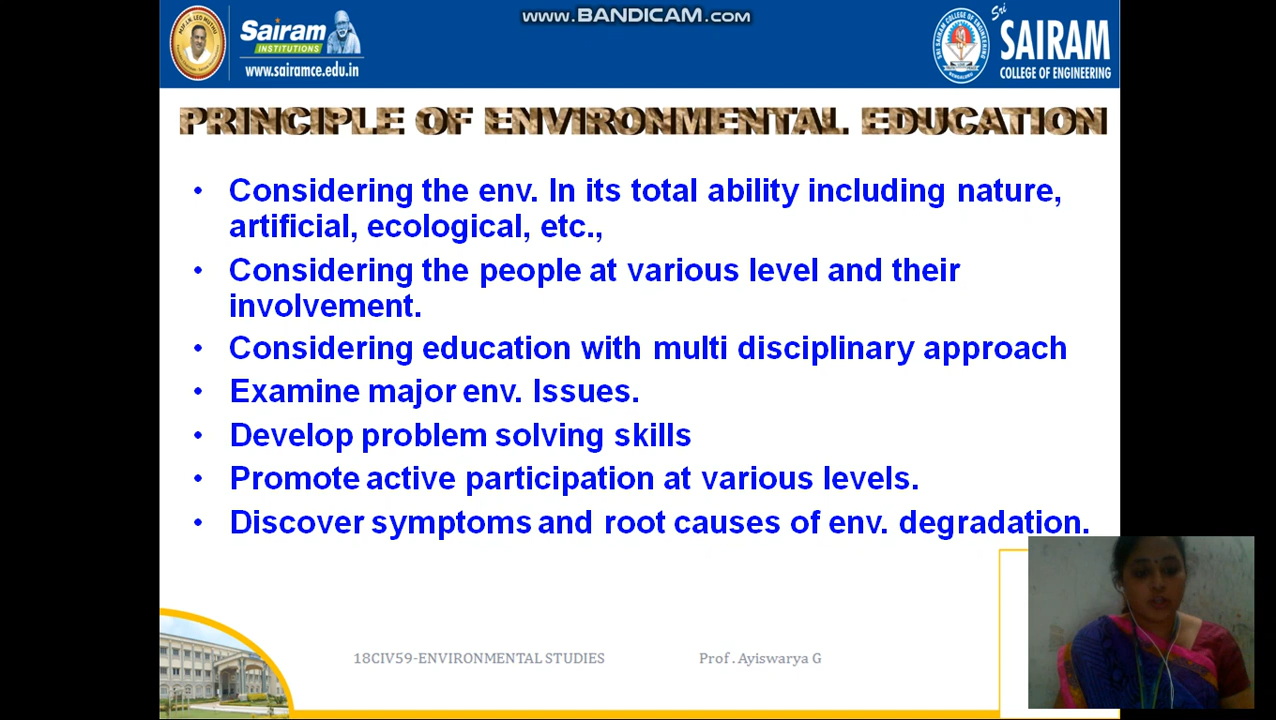 www.BANDICAM.com
Sairam
INSTITUTIONS
www.sairamce.edu.in
Sri
SAIRAM
COLLEGE OF ENGINEERING
PRINCIPLE OF ENVIRONMENTAL EDUCATION
• Considering the env. In its total ability including nature,
artificial, ecological, etc.,
• Considering the people at various level and their
involvement.
• Considering education with multi disciplinary approach
• Examine major env. Issues.
• Develop problem solving skills
• Promote active participation at various levels.
• Discover symptoms and root causes of env. degradation.
18CIV59-ENVIRONMENTAL STUDIES
Prof . Ayiswarya G